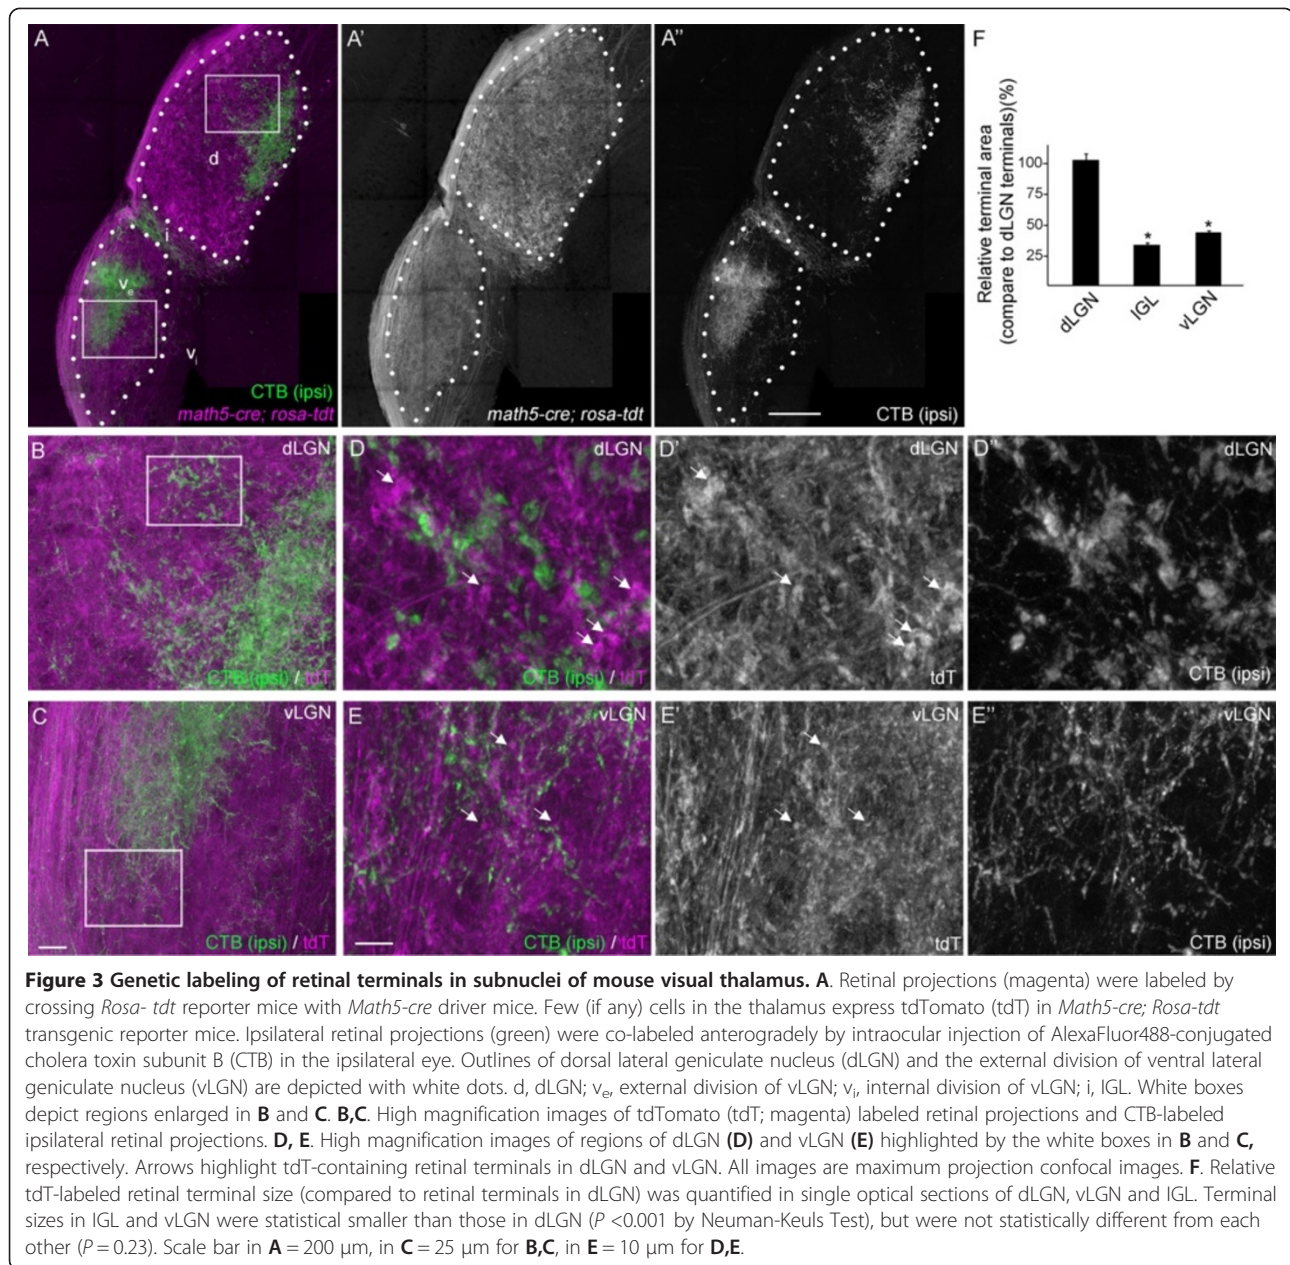 A
d
vₑ
vᵢ
CTB (ipsi)
math5-cre; rosa-tdt
A'
math5-cre; rosa-tdt
A''
CTB (ipsi)
F
Relative terminal area
(compare to dLGN terminals)(%)
100
75
50
25
*
*
dLGN
IGL
vLGN
B
dLGN
CTB (ipsi) / tdT
D
dLGN
CTB (ipsi) / tdT
D'
dLGN
tdT
D''
dLGN
CTB (ipsi)
C
vLGN
CTB (ipsi) / tdT
E
vLGN
CTB (ipsi) / tdT
E'
vLGN
tdT
E''
vLGN
CTB (ipsi)
Figure 3 Genetic labeling of retinal terminals in subnuclei of mouse visual thalamus. A. Retinal projections (magenta) were labeled by
crossing Rosa- tdt reporter mice with Math5-cre driver mice. Few (if any) cells in the thalamus express tdTomato (tdT) in Math5-cre; Rosa-tdt
transgenic reporter mice. Ipsilateral retinal projections (green) were co-labeled anterogradely by intraocular injection of AlexaFluor488-conjugated
cholera toxin subunit B (CTB) in the ipsilateral eye. Outlines of dorsal lateral geniculate nucleus (dLGN) and the external division of ventral lateral
geniculate nucleus (vLGN) are depicted with white dots. d, dLGN; vₑ, external division of vLGN; vᵢ, internal division of vLGN; i, IGL. White boxes
depict regions enlarged in B and C. B,C. High magnification images of tdTomato (tdT; magenta) labeled retinal projections and CTB-labeled
ipsilateral retinal projections. D, E. High magnification images of regions of dLGN (D) and vLGN (E) highlighted by the white boxes in B and C,
respectively. Arrows highlight tdT-containing retinal terminals in dLGN and vLGN. All images are maximum projection confocal images. F. Relative
tdT-labeled retinal terminal size (compared to retinal terminals in dLGN) was quantified in single optical sections of dLGN, vLGN and IGL. Terminal
sizes in IGL and vLGN were statistical smaller than those in dLGN (P <0.001 by Neuman-Keuls Test), but were not statistically different from each
other (P = 0.23). Scale bar in A = 200 μm, in C = 25 μm for B,C, in E = 10 μm for D,E.